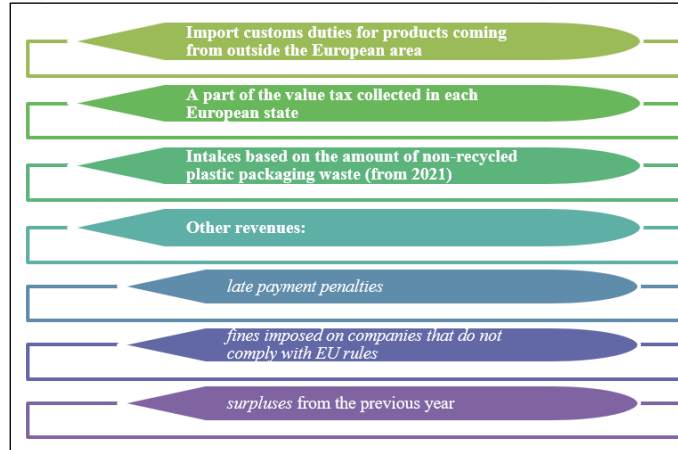 Import customs duties for products coming
from outside the European area
A part of the value tax collected in each
European state
Intakes based on the amount of non-recycled
plastic packaging waste (from 2021)
Other revenues:
late payment penalties
fines imposed on companies that do not
comply with EU rules
surpluses from the previous year